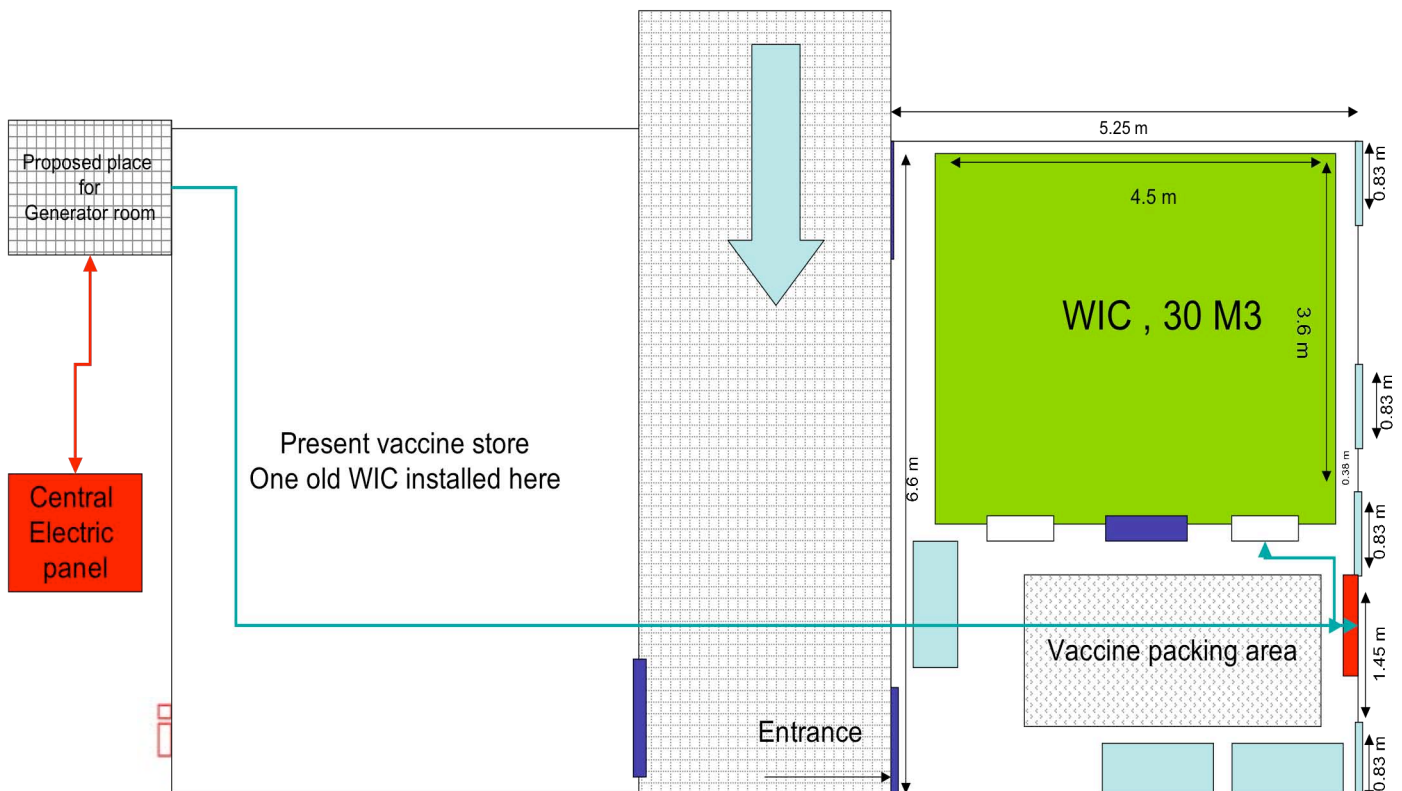 5.25 m
0.83 m
Proposed place
for
Generator room
4.5 m
WIC , 30 M3
3.6 m
0.83 m
Present vaccine store
One old WIC installed here
6.6 m
0.38 m
Central
Electric
panel
0.83 m
Vaccine packing area
1.45 m
Entrance
0.83 m